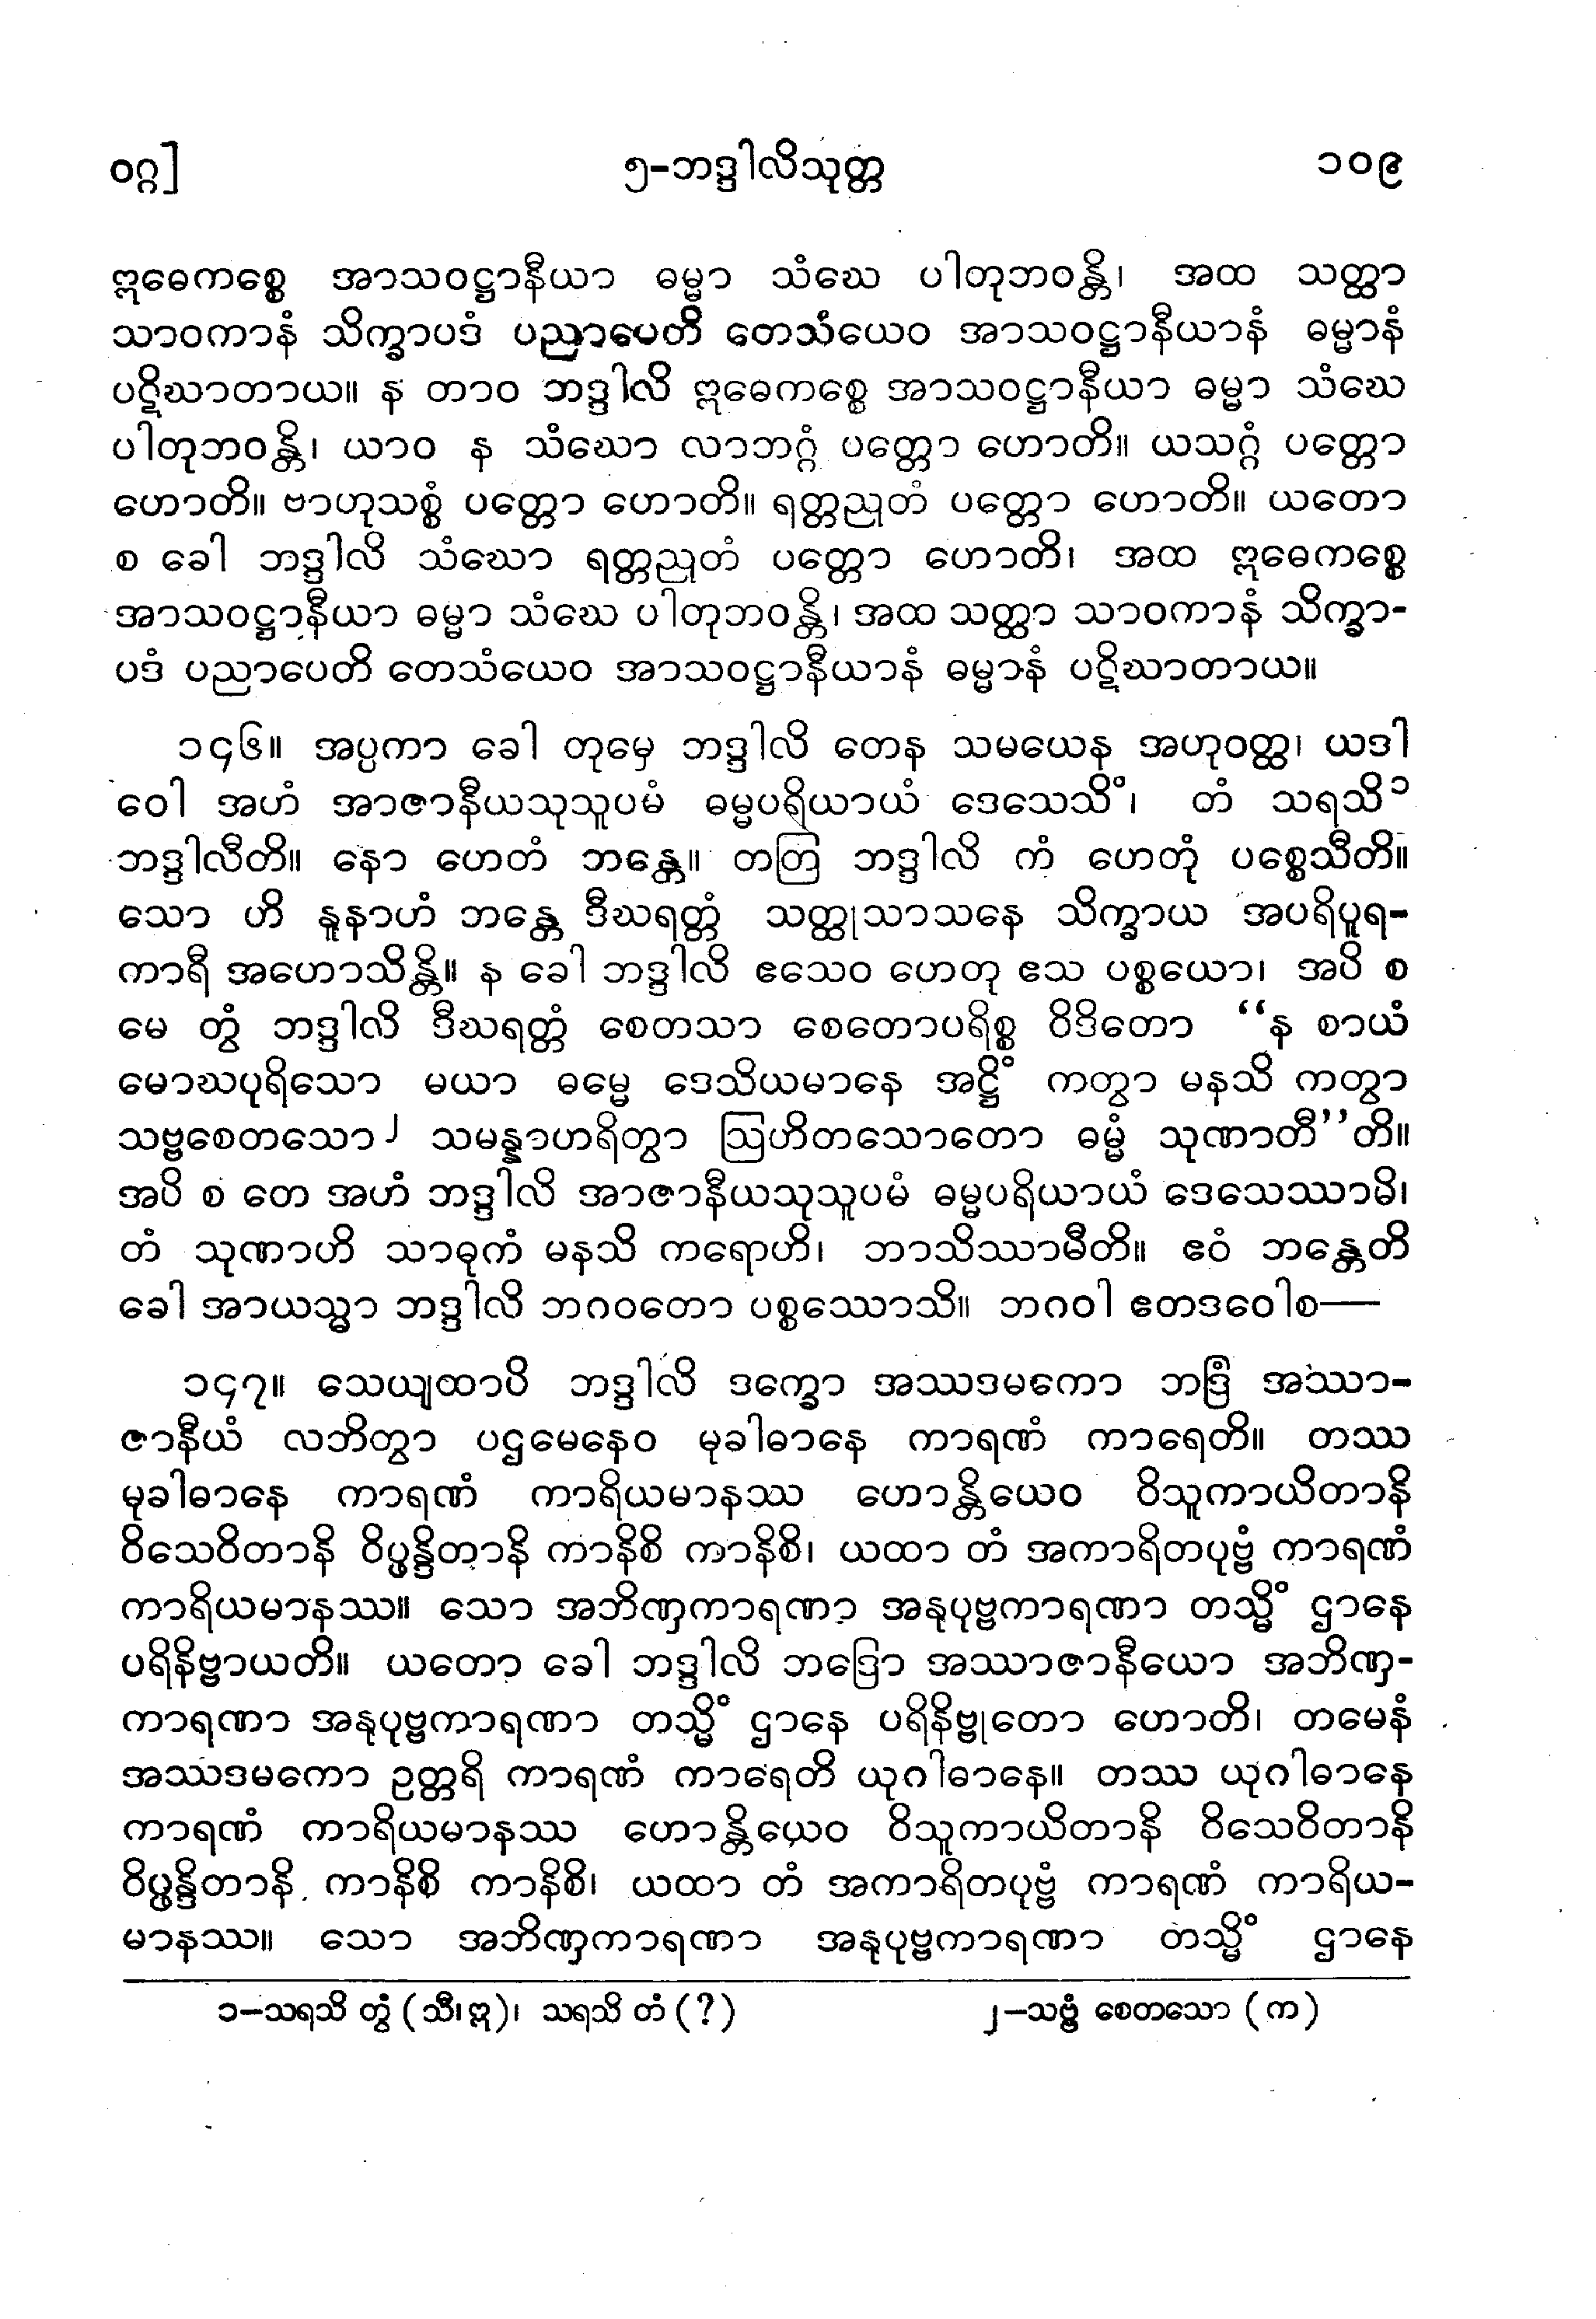 ဝဂ္ဂ] ၅-ဘဒ္ဒါလိသုတ္တ ၁၀၉
ဣဓေကစ္စေ အာသဝဋ္ဌာနီယာ ဓမ္မာ သံဃေ ပါတုဘဝန္တိ၊ အထ သတ္ထာ
သာဝကာနံ သိက္ခာပဒံ ပညာပေတိ တေသံယေဝ အာသဝဋ္ဌာနီယာနံ ဓမ္မာနံ
ပဋိဃာတာယ။ န တာဝ ဘဒ္ဒါလိ ဣဓေကစ္စေ အာသဝဋ္ဌာနီယာ ဓမ္မာ သံဃေ
ပါတုဘဝန္တိ၊ ယာဝ န သံဃော လာဘဂ္ဂံ ပတ္တော ဟောတိ။ ယသဂ္ဂံ ပတ္တော
ဟောတိ။ ဗာဟုသစ္စံ ပတ္တော ဟောတိ။ ရတ္တညုတံ ပတ္တော ဟောတိ။ ယတော
စ ခေါ ဘဒ္ဒါလိ သံဃော ရတ္တညုတံ ပတ္တော ဟောတိ၊ အထ ဣဓေကစ္စေ
အာသဝဋ္ဌာနီယာ ဓမ္မာ သံဃေ ပါတုဘဝန္တိ၊ အထ သတ္ထာ သာဝကာနံ သိက္ခာ-
ပဒံ ပညာပေတိ တေသံယေဝ အာသဝဋ္ဌာနီယာနံ ဓမ္မာနံ ပဋိဃာတာယ။
၁၄၆။ အပ္ပကာ ခေါ တုမှေ ဘဒ္ဒါလိ တေန သမယေန အဟုဝတ္ထ၊ ယဒါ
ဝေါ အဟံ အာဇာနီယသုသူပမံ ဓမ္မပရိယာယံ ဒေသေသိံ၊ တံ သရသိ၁
ဘဒ္ဒါလီတိ။ နော ဟေတံ ဘန္တေ။ တတြ ဘဒ္ဒါလိ ကံ ဟေတုံ ပစ္စေသီတိ။
သော ဟိ နူနာဟံ ဘန္တေ ဒီဃရတ္တံ သတ္ထုသာသနေ သိက္ခာယ အပရိပူရ-
ကာရီ အဟောသိန္တိ။ န ခေါ ဘဒ္ဒါလိ ဧသေဝ ဟေတု ဧသ ပစ္စယော၊ အပိ စ
မေ တွံ ဘဒ္ဒါလိ ဒီဃရတ္တံ စေတသာ စေတောပရိစ္စ ဝိဒိတော “န စာယံ
မောဃပုရိသော မယာ ဓမ္မေ ဒေသိယမာနေ အဋ္ဌိံ ကတွာ မနသိ ကတွာ
သဗ္ဗစေတသော၂ သမန္နာဟရိတွာ ဩဟိတသောတော ဓမ္မံ သုဏာတီ”တိ။
အပိ စ တေ အဟံ ဘဒ္ဒါလိ အာဇာနီယသုသူပမံ ဓမ္မပရိယာယံ ဒေသေဿာမိ၊
တံ သုဏာဟိ သာဓုကံ မနသိ ကရောဟိ၊ ဘာသိဿာမီတိ။ ဧဝံ ဘန္တေတိ
ခေါ အာယသ္မာ ဘဒ္ဒါလိ ဘဂဝတော ပစ္စဿောသိ။ ဘဂဝါ ဧတဒဝေါစ—
၁၄၇။ သေယျထာပိ ဘဒ္ဒါလိ ဒက္ခော အဿဒမကော ဘဒြံ အဿာ-
ဇာနီယံ လဘိတွာ ပဌမေနေဝ မုခါဓာနေ ကာရဏံ ကာရေတိ။ တဿ
မုခါဓာနေ ကာရဏံ ကာရိယမာနဿ ဟောန္တိယေဝ ဝိသူကာယိတာနိ
ဝိသေဝိတာနိ ဝိပ္ဖန္ဒိတာနိ ကာနိစိ ကာနိစိ၊ ယထာ တံ အကာရိတပုဗ္ဗံ ကာရဏံ
ကာရိယမာနဿ။ သော အဘိဏှကာရဏာ အနုပုဗ္ဗကာရဏာ တသ္မိံ ဌာနေ
ပရိနိဗ္ဗာယတိ။ ယတော ခေါ ဘဒ္ဒါလိ ဘဒြော အဿာဇာနီယော အဘိဏှ-
ကာရဏာ အနုပုဗ္ဗကာရဏာ တသ္မိံ ဌာနေ ပရိနိဗ္ဗုတော ဟောတိ၊ တမေနံ
အဿဒမကော ဥတ္တရိ ကာရဏံ ကာရေတိ ယုဂါဓာနေ။ တဿ ယုဂါဓာနေ
ကာရဏံ ကာရိယမာနဿ ဟောန္တိယေဝ ဝိသူကာယိတာနိ ဝိသေဝိတာနိ
ဝိပ္ဖန္ဒိတာနိ ကာနိစိ ကာနိစိ၊ ယထာ တံ အကာရိတပုဗ္ဗံ ကာရဏံ ကာရိယ-
မာနဿ။ သော အဘိဏှကာရဏာ အနုပုဗ္ဗကာရဏာ တသ္မိံ ဌာနေ
၁-သရသိ တွံ (သီ၊ဣ)၊ သရသိ တံ (?) ၂-သဗ္ဗံ စေတသော (က)